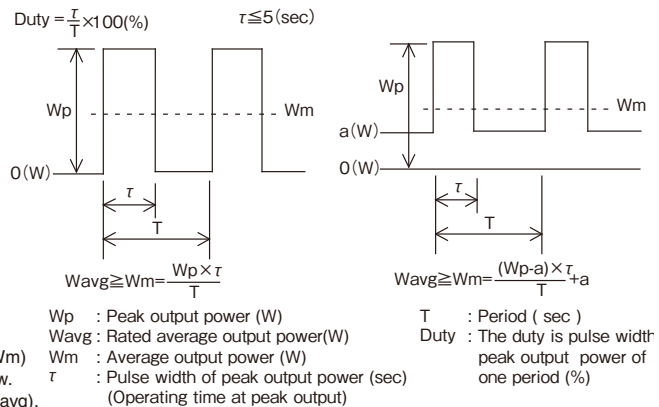 Duty = τ/T ×100(%)
τ≦5(sec)
Wp
Wm
0(W)
τ
T
Wavg≧Wm= Wp×τ/T
Wp
Wm
a(W)
0(W)
τ
T
Wavg≧Wm= (Wp-a)×τ/T +a
Wp : Peak output power (W)
Wavg : Rated average output power(W)
Wm : Average output power (W)
τ : Pulse width of peak output power (sec)
(Operating time at peak output)
T : Period ( sec )
Duty : The duty is pulse width
peak output power of
one period (%)
Wm)
w.
avg).